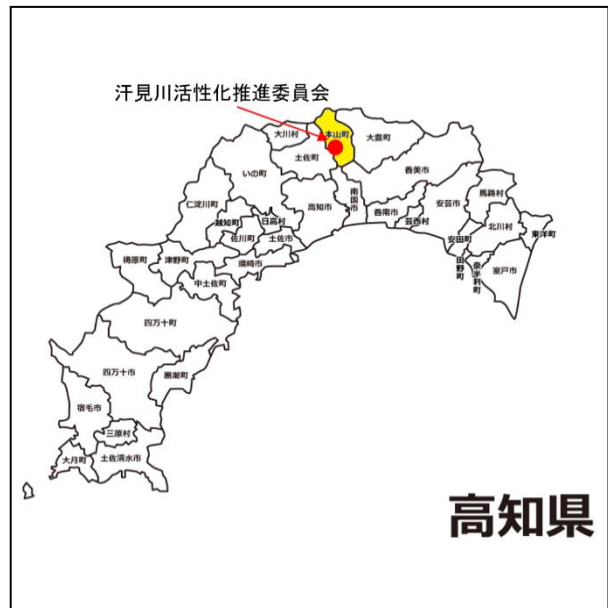 汗見川活性化推進委員会
大川村
本山町
大豊町
土佐町
いの町
香美市
仁淀川町
高知市
南国市
香南市
芸西村
安芸市
馬路村
北川村
東洋町
安田町
田野町
奈半利町
室戸市
越知町
日高村
佐川町
土佐市
須崎市
梼原町
津野町
中土佐町
四万十町
四万十市
黒潮町
宿毛市
三原村
大月町
土佐清水市
高知県